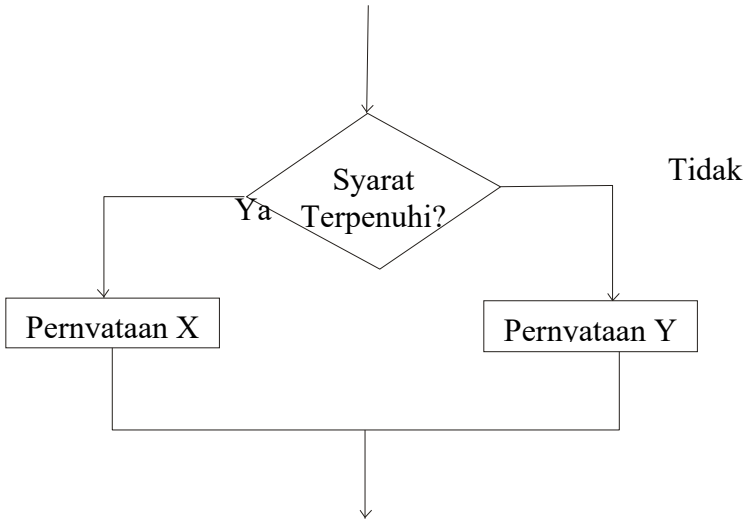 Tidak
Syarat
Ya
Terpenuhi?
Pernyataan X
Pernyataan Y